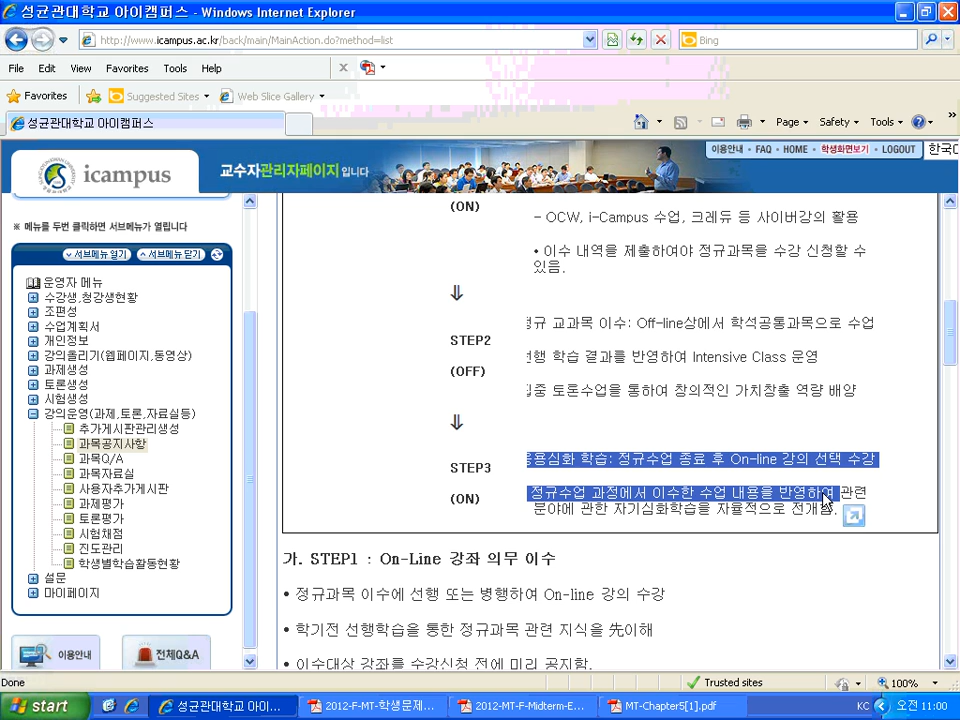 성균관대학교 아이캠퍼스 - Windows Internet Explorer
http://www.icampus.ac.kr/back/main/MainAction.do?method=list
Bing
File Edit View Favorites Tools Help
Favorites Suggested Sites Web Slice Gallery
성균관대학교 아이캠퍼스
Page Safety Tools »
icampus
교수자관리자페이지 입니다
이용안내 • FAQ • HOME • 학생화면보기 • LOGOUT
※ 메뉴를 두번 클릭하면 서브메뉴가 열립니다
서브메뉴 열기 서브메뉴 닫기
운영자 메뉴
수강생,청강생현황
조편성
수업계획서
개인정보
강의올리기(웹페이지,동영상)
과제생성
토론생성
시험생성
강의운영(과제,토론,자료실등)
추가게시판관리생성
과목공지사항
과목Q/A
과목자료실
사용자추가게시판
과제평가
토론평가
시험채점
진도관리
학생별학습활동현황
설문
마이페이지
이용안내
전체Q&A
(ON)
- OCW, i-Campus 수업, 크레듀 등 사이버강의 활용
• 이수 내역을 제출하여야 정규과목을 수강 신청할 수
있음.
⇓
STEP2
(OFF)
교과목 이수: Off-line상에서 학석공통과목으로 수업
학습 결과를 반영하여 Intensive Class 운영
토론수업을 통하여 창의적인 가치창출 역량 배양
⇓
STEP3
(ON)
학습: 정규수업 종료 후 On-line 강의 선택 수강
정규수업 과정에서 이수한 수업 내용을 반영하여 관련
분야에 관한 자기심화학습을 자율적으로
가. STEP1 : On-Line 강좌 의무 이수
• 정규과목 이수에 선행 또는 병행하여 On-line 강의 수강
• 학기전 선행학습을 통한 정규과목 관련 지식을 先이해
• 이수대상 강좌를 수강신청 전에 미리 공지함.
Done
Trusted sites
100%
start
성균관대학교 아이...
2012-F-MT-학생문제...
2012-MT-F-Midterm-E...
MT-Chapter5[1].pdf
KC
오전 11:00